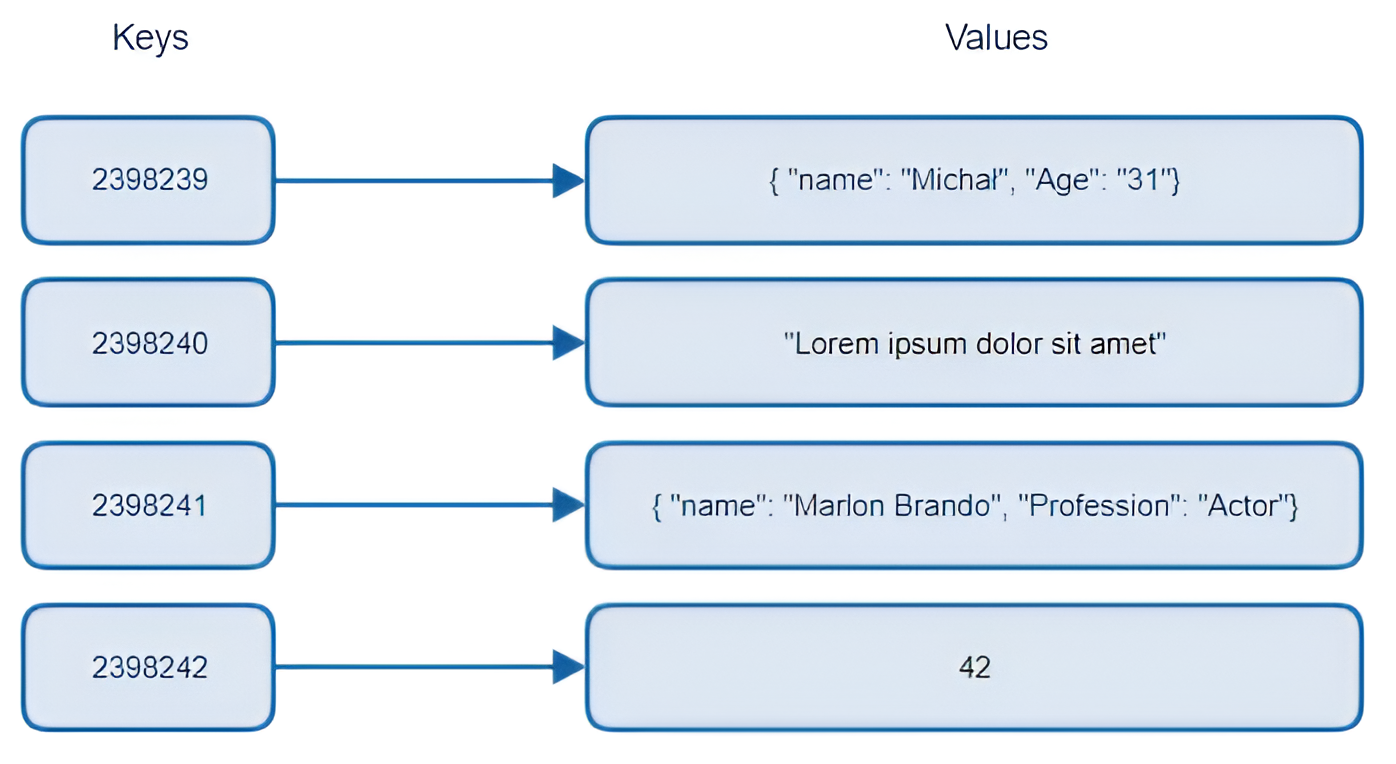 Keys
Values
2398239
{ "name": "Michał", "Age": "31"}
2398240
"Lorem ipsum dolor sit amet"
2398241
{ "name": "Marlon Brando", "Profession": "Actor"}
2398242
42